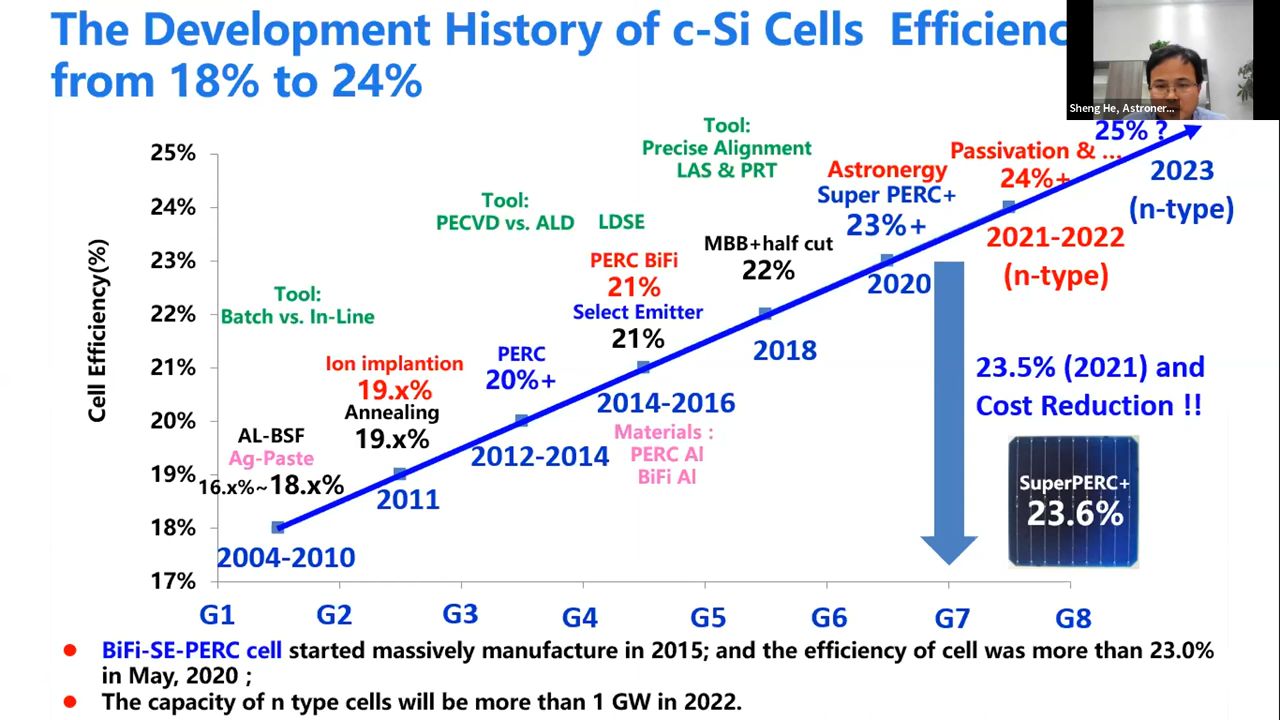 The Development History of c-Si Cells Efficienc
from 18% to 24%
Sheng He, Astroner...
25% ?
Tool:
Precise Alignment
LAS & PRT
Passivation & ...
24%+
2023
(n-type)
Astronergy
Super PERC+
23%+
Tool:
PECVD vs. ALD
LDSE
2021-2022
(n-type)
MBB+half cut
22%
PERC BiFi
21%
2020
Tool:
Batch vs. In-Line
Select Emitter
21%
2018
Ion implantion
19.x%
PERC
20%+
23.5% (2021) and
Cost Reduction !!
Annealing
19.x%
2014-2016
AL-BSF
Ag-Paste
16.x%~18.x%
2012-2014
Materials :
PERC Al
BiFi Al
2011
SuperPERC+
23.6%
2004-2010
Cell Efficiency(%)
25%
24%
23%
22%
21%
20%
19%
18%
17%
G1 G2 G3 G4 G5 G6 G7 G8
BiFi-SE-PERC cell started massively manufacture in 2015; and the efficiency of cell was more than 23.0%
in May, 2020 ;
The capacity of n type cells will be more than 1 GW in 2022.